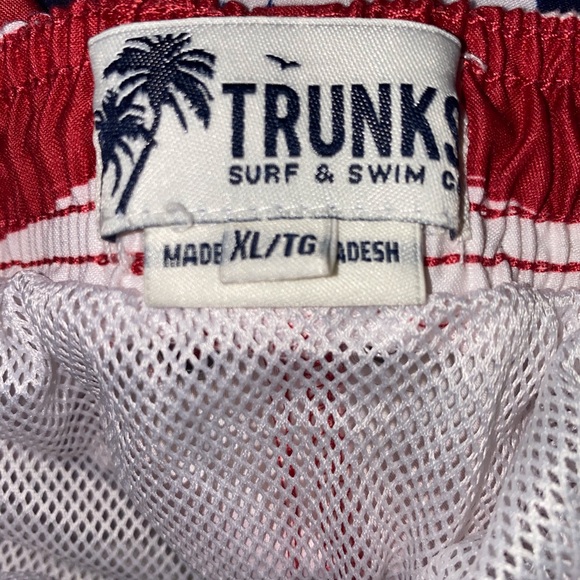 TRUNKS
SURF & SWIM C
MADE
XL/TG
ADESH